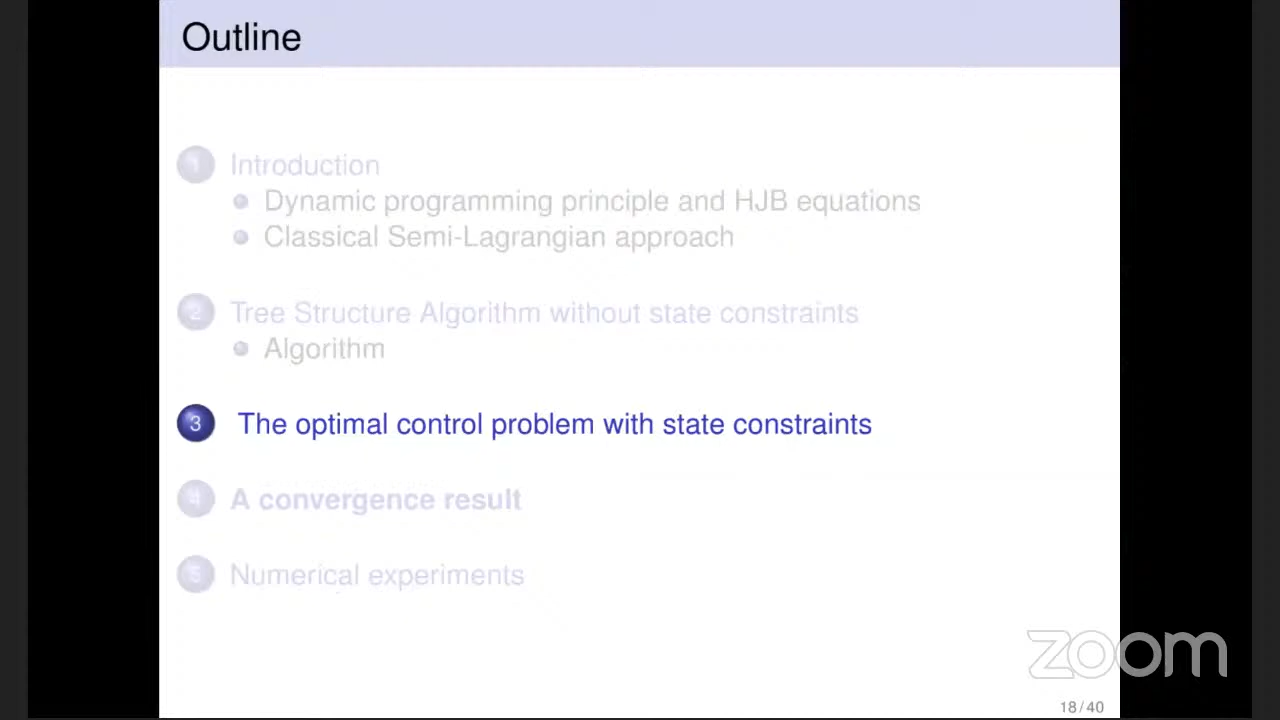 Outline
1 Introduction
Dynamic programming principle and HJB equations
Classical Semi-Lagrangian approach
2 Tree Structure Algorithm without state constraints
Algorithm
3 The optimal control problem with state constraints
4 A convergence result
5 Numerical experiments
zoom
18/40